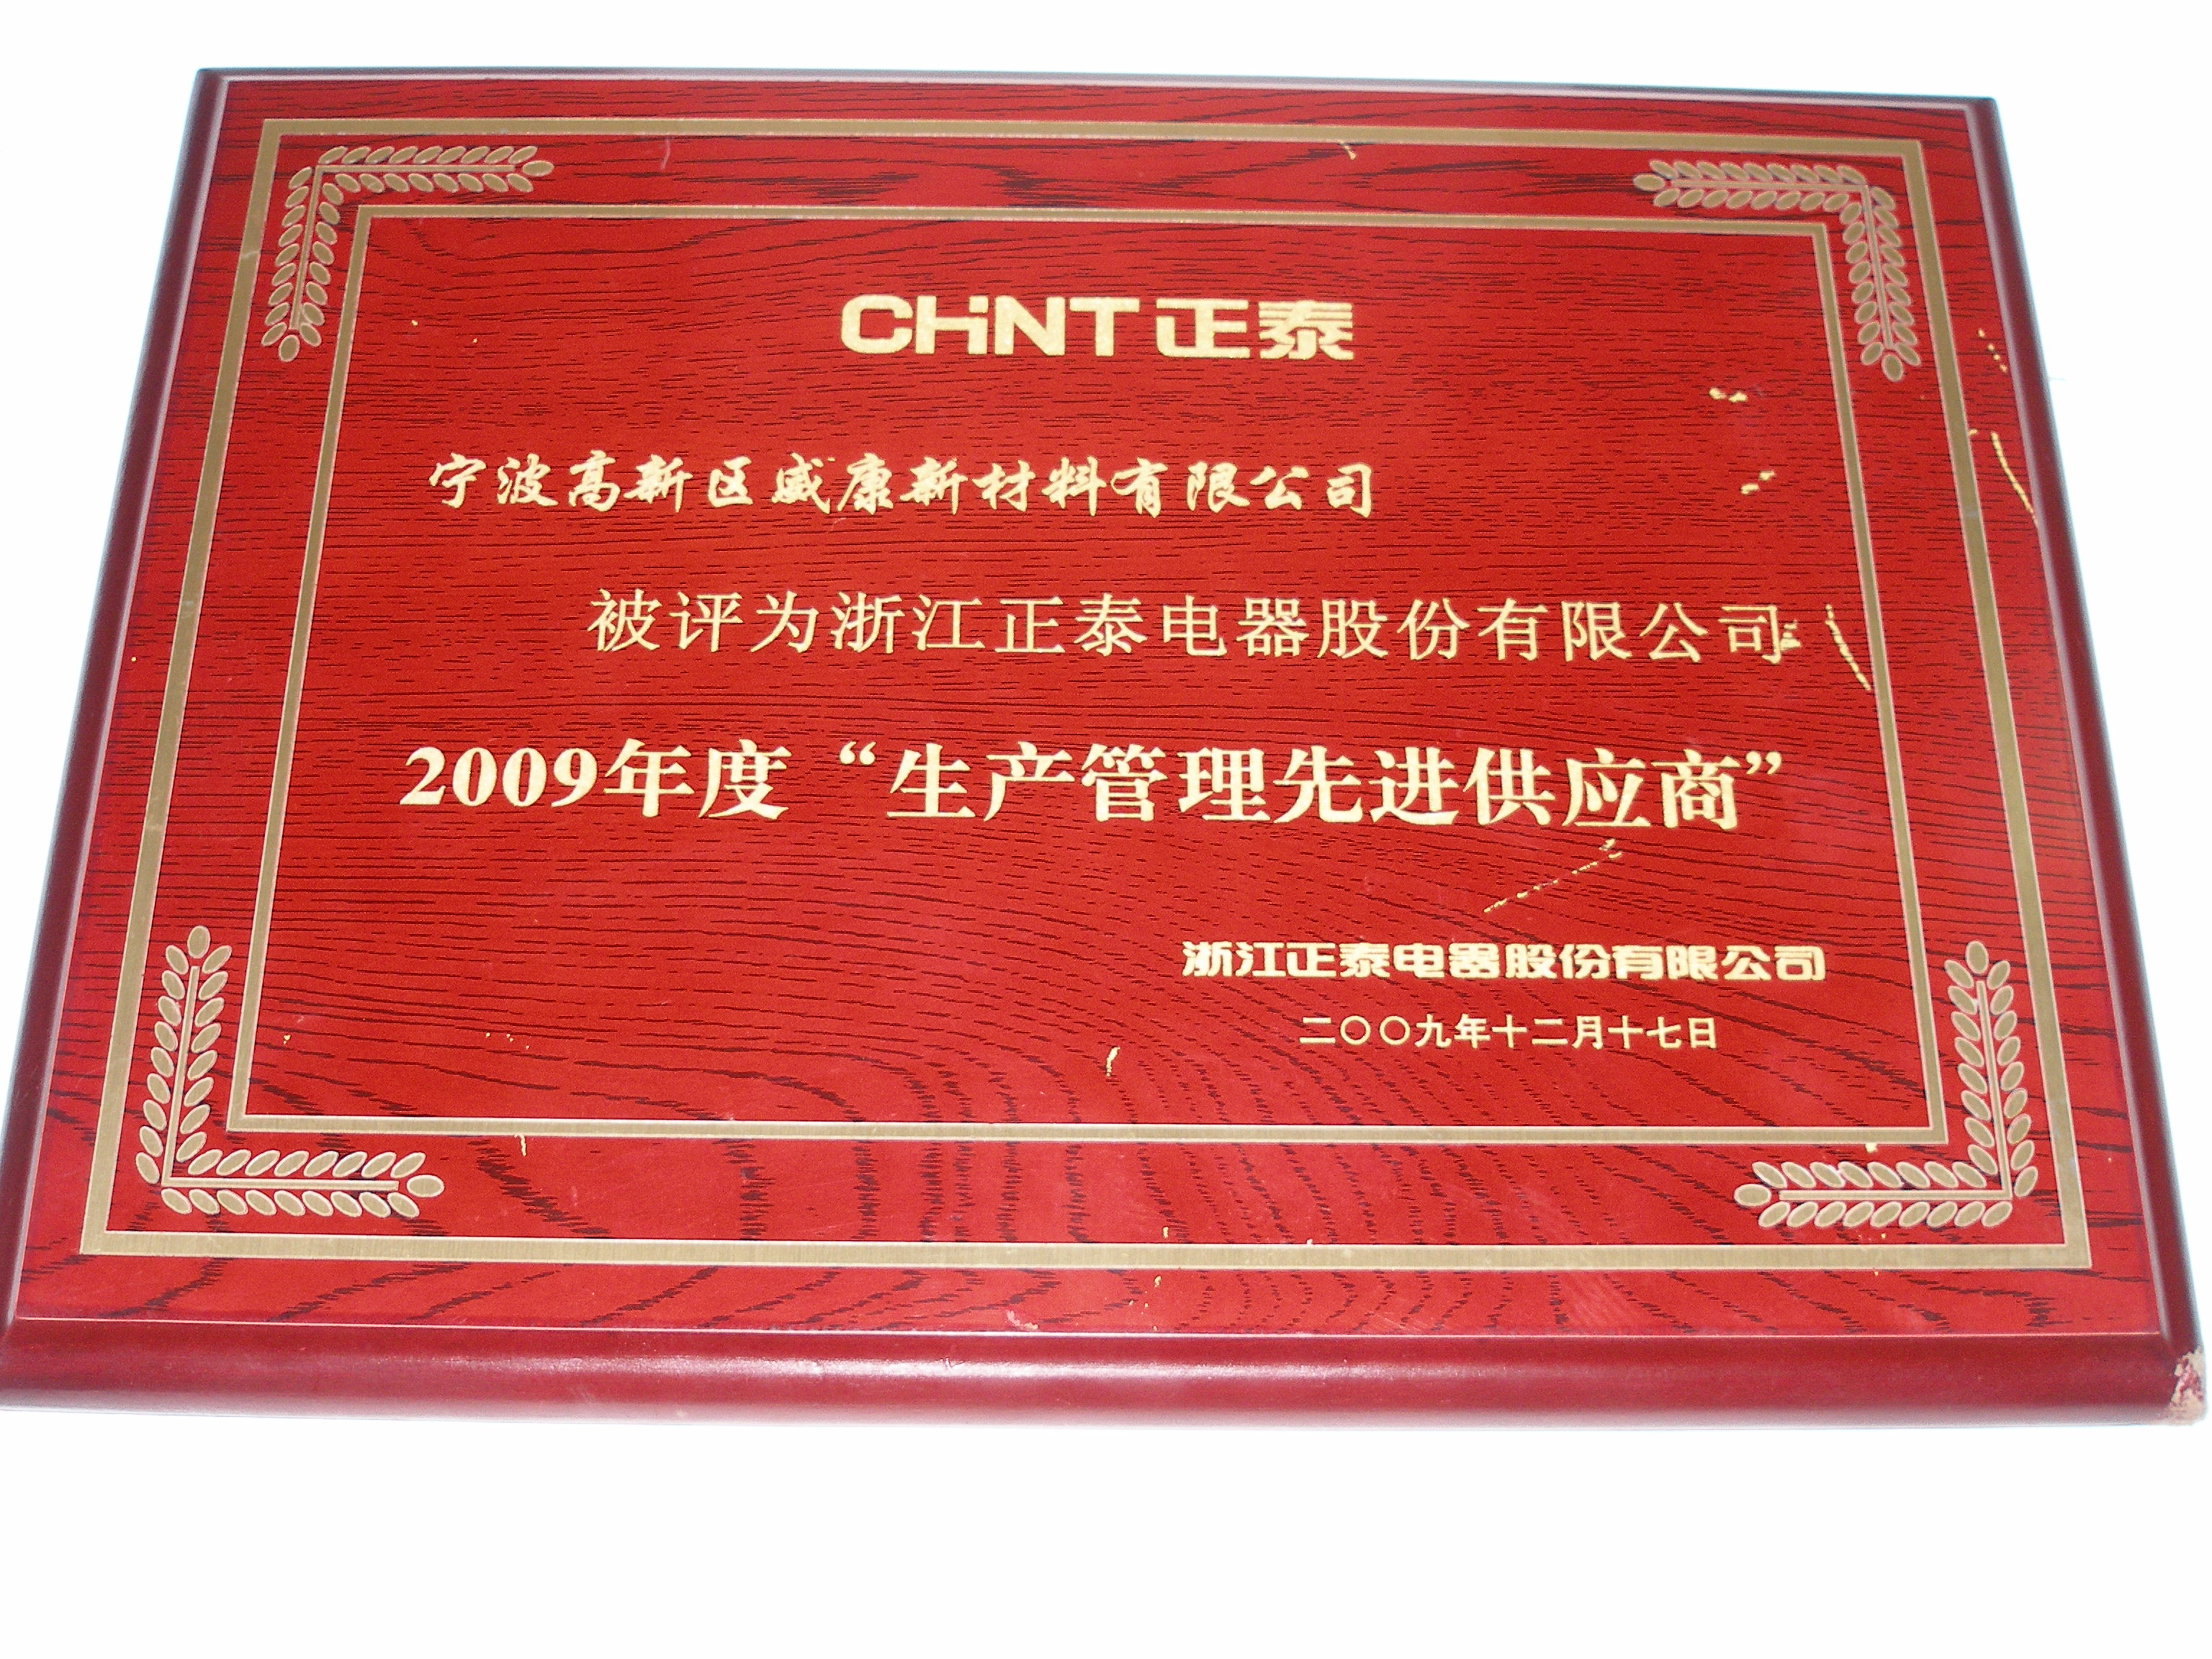 CHNT正泰
宁波高新区威康新材料有限公司
被评为浙江正泰电器股份有限公司
2009年度“生产管理先进供应商”
浙江正泰电器股份有限公司
二〇〇九年十二月十七日